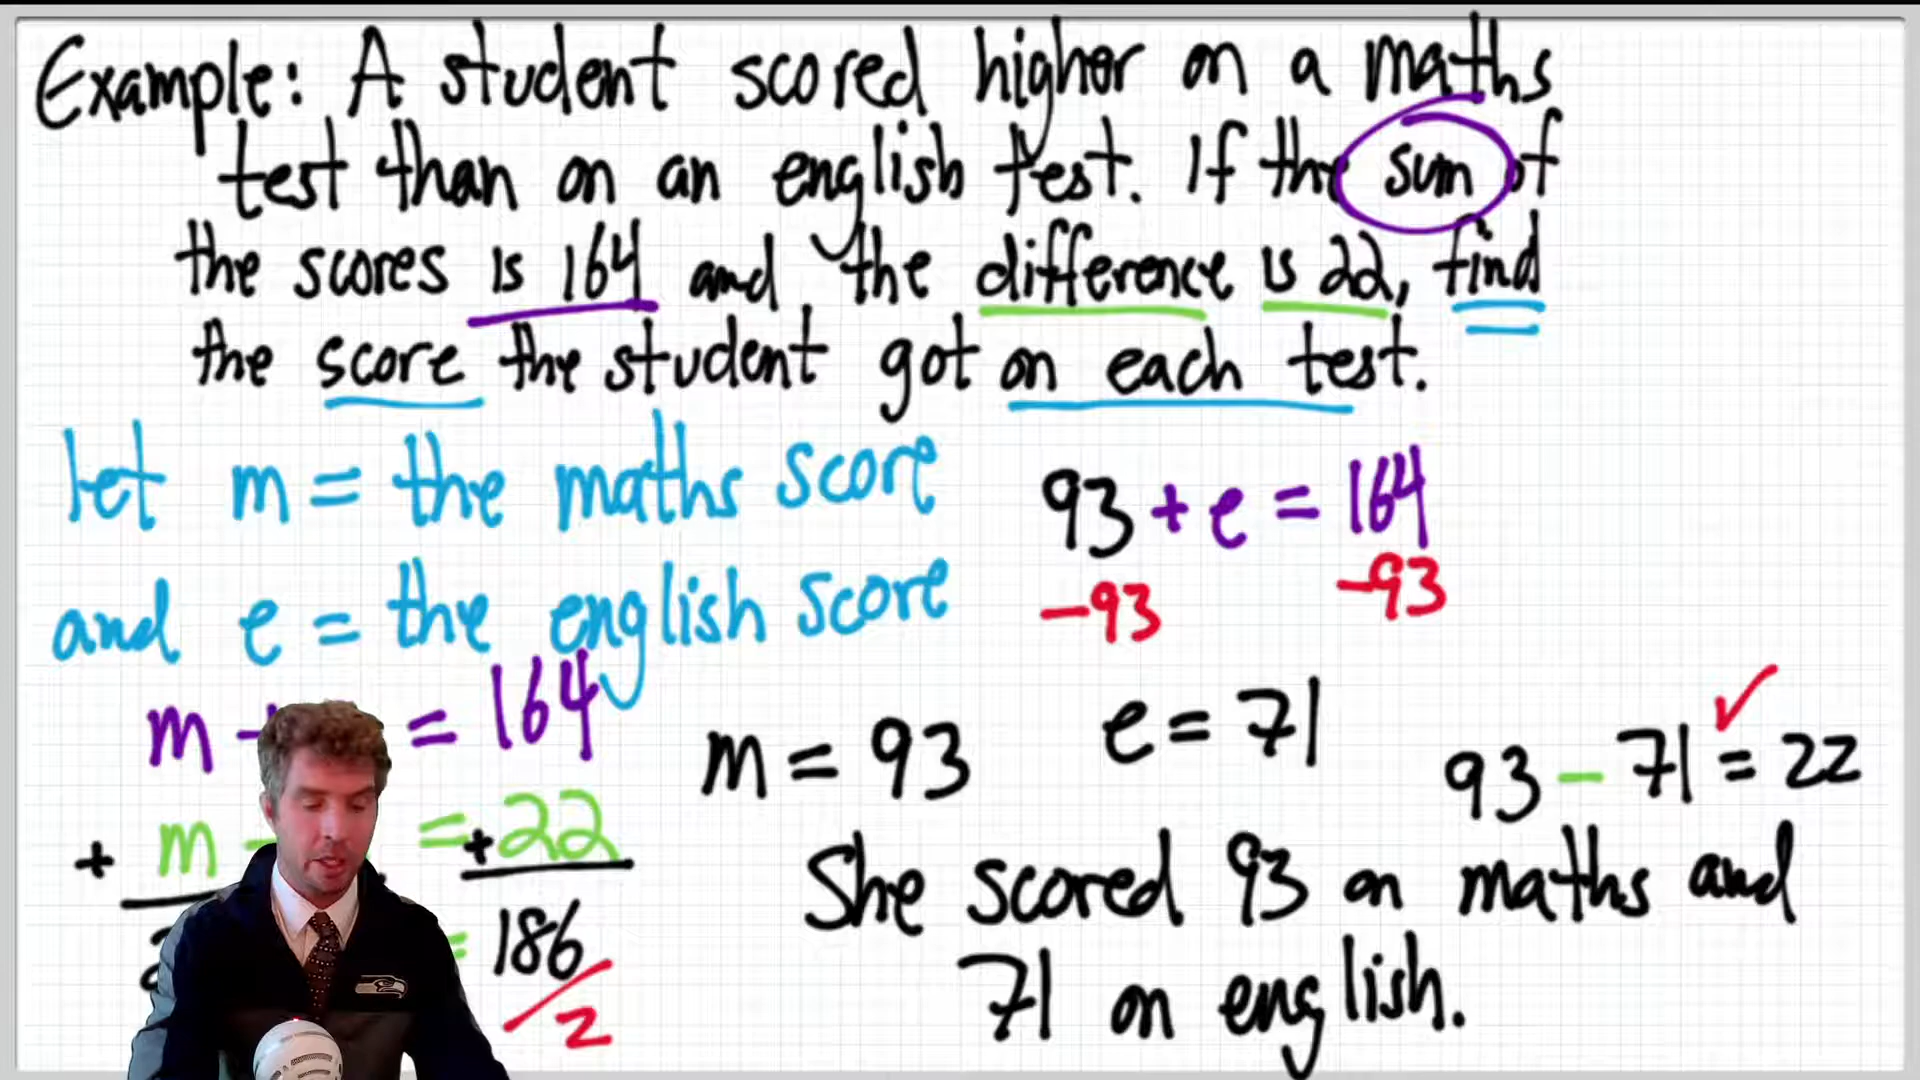 Example: A student scored higher on a maths
test than on an english test. If the sum of
the scores is 164 and the difference is 22, find
the score the student got on each test.
let m = the maths score
and e = the english score
m + = 164
+ m - = + 22
= 186
/2
m = 93
93 + e = 164
-93 -93
e = 71
93 - 71 = 22 ✓
She scored 93 on maths and
71 on english.